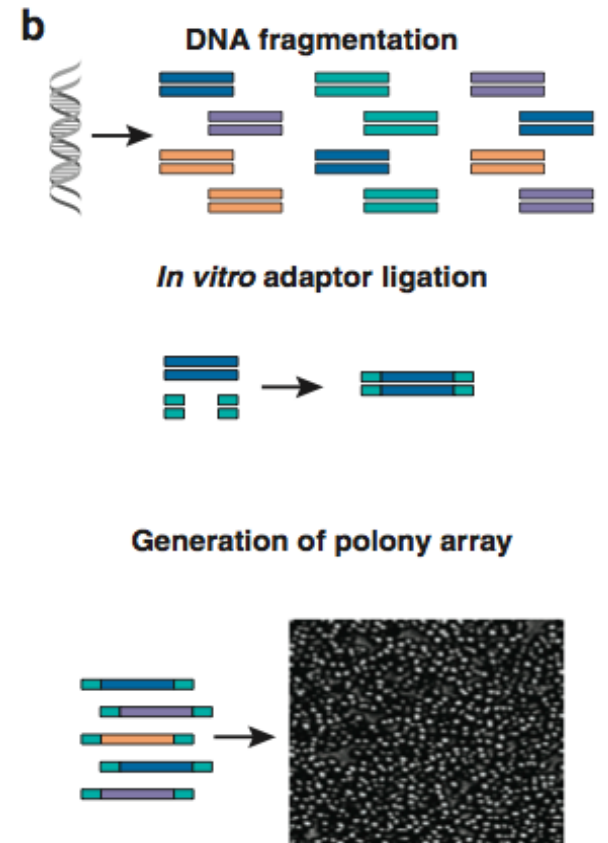 b
DNA fragmentation
In vitro adaptor ligation
Generation of polony array